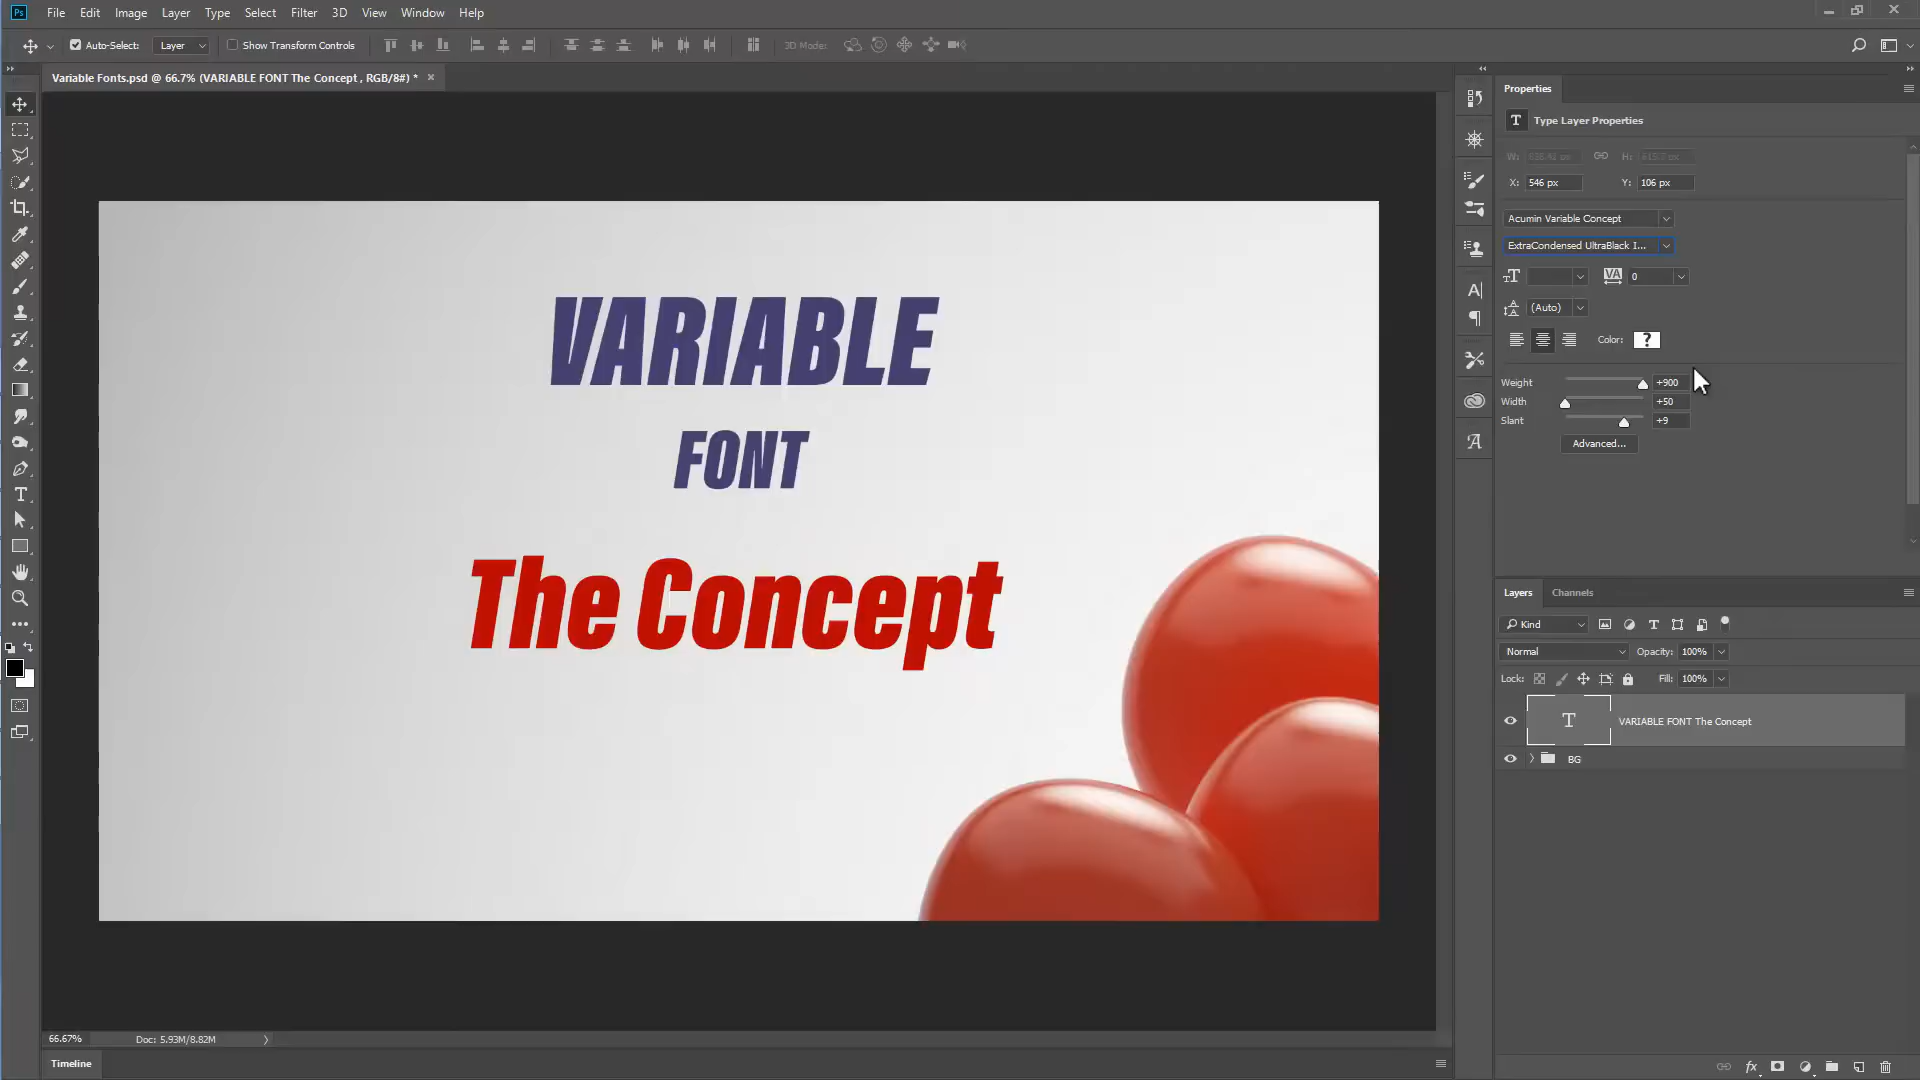 Ps File Edit Image Layer Type Select Filter 3D View Window Help
Auto-Select: Layer Show Transform Controls 3D Mode:
Variable Fonts.psd @ 66.7% (VARIABLE FONT The Concept , RGB/8#) * ×
Properties
T Type Layer Properties
W: H:
X: 546 px Y: 106 px
Acumin Variable Concept
ExtraCondensed UltraBlack I...
0
(Auto)
Color: ?
Weight +900
Width +50
Slant +9
Advanced...
VARIABLE
FONT
The Concept
Layers Channels
Kind
Normal Opacity: 100%
Lock: Fill: 100%
T VARIABLE FONT The Concept
BG
66.67% Doc: 5.93M/8.82M
Timeline
fx